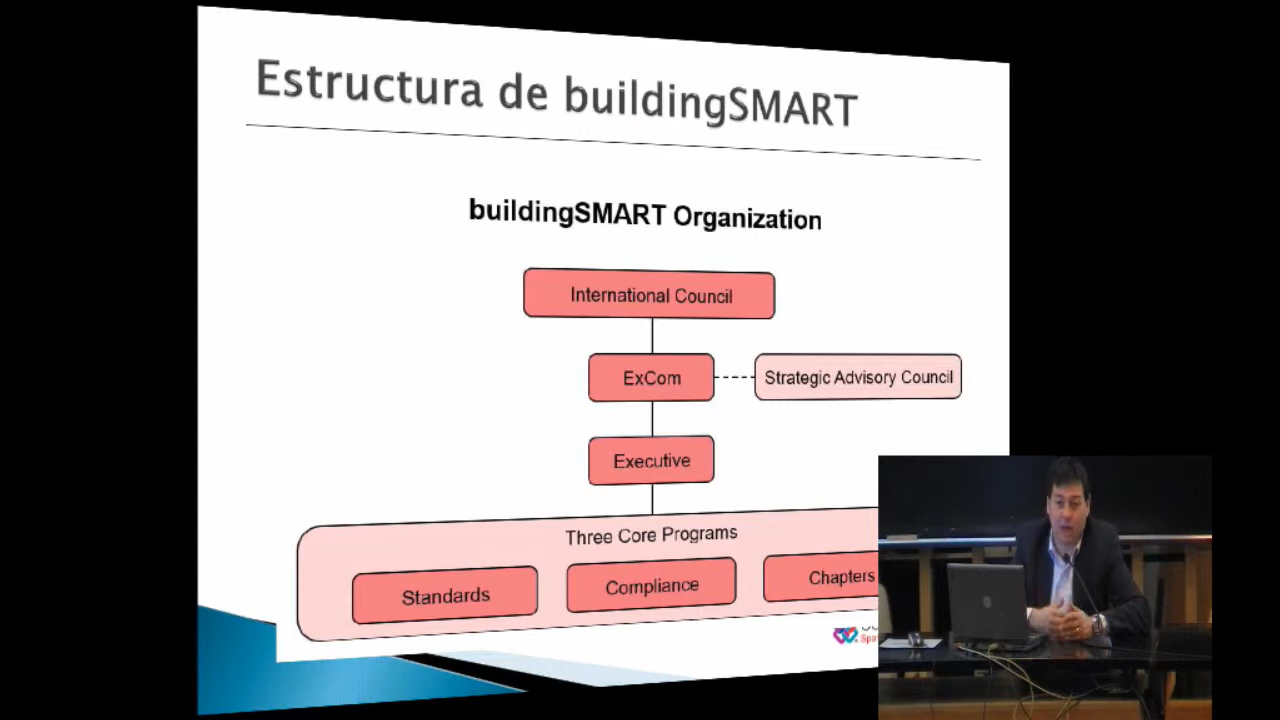 Estructura de buildingSMART
buildingSMART Organization
International Council
ExCom
Strategic Advisory Council
Executive
Three Core Programs
Standards
Compliance
Chapters